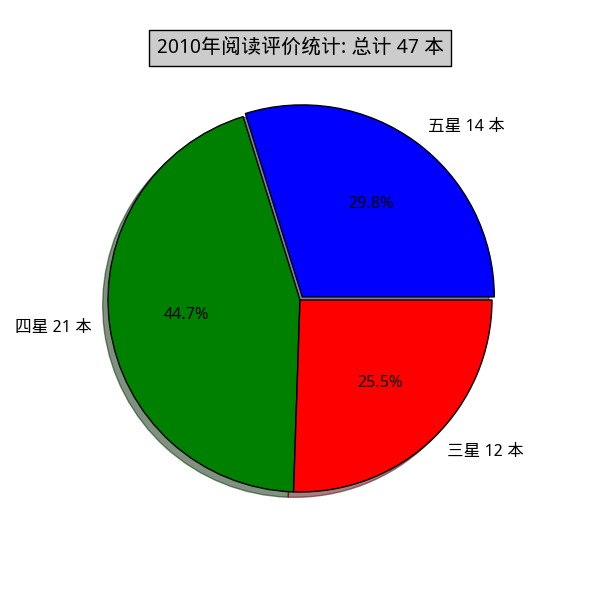 2010年阅读评价统计: 总计 47 本
五星 14 本
29.8%
44.7%
四星 21 本
25.5%
三星 12 本